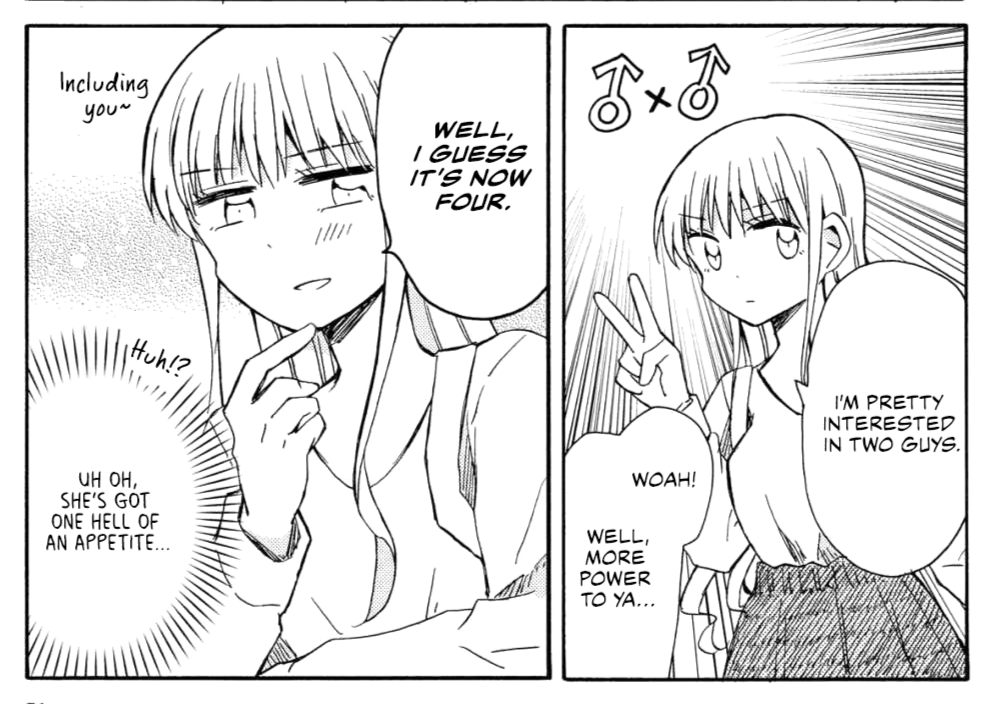 I'M PRETTY
INTERESTED
IN TWO GUYS.
WOAH!
WELL,
MORE
POWER
TO YA...
WELL,
I GUESS
IT'S NOW
FOUR.
Including
you~
Huh!?
UH OH,
SHE'S GOT
ONE HELL OF
AN APPETITE...